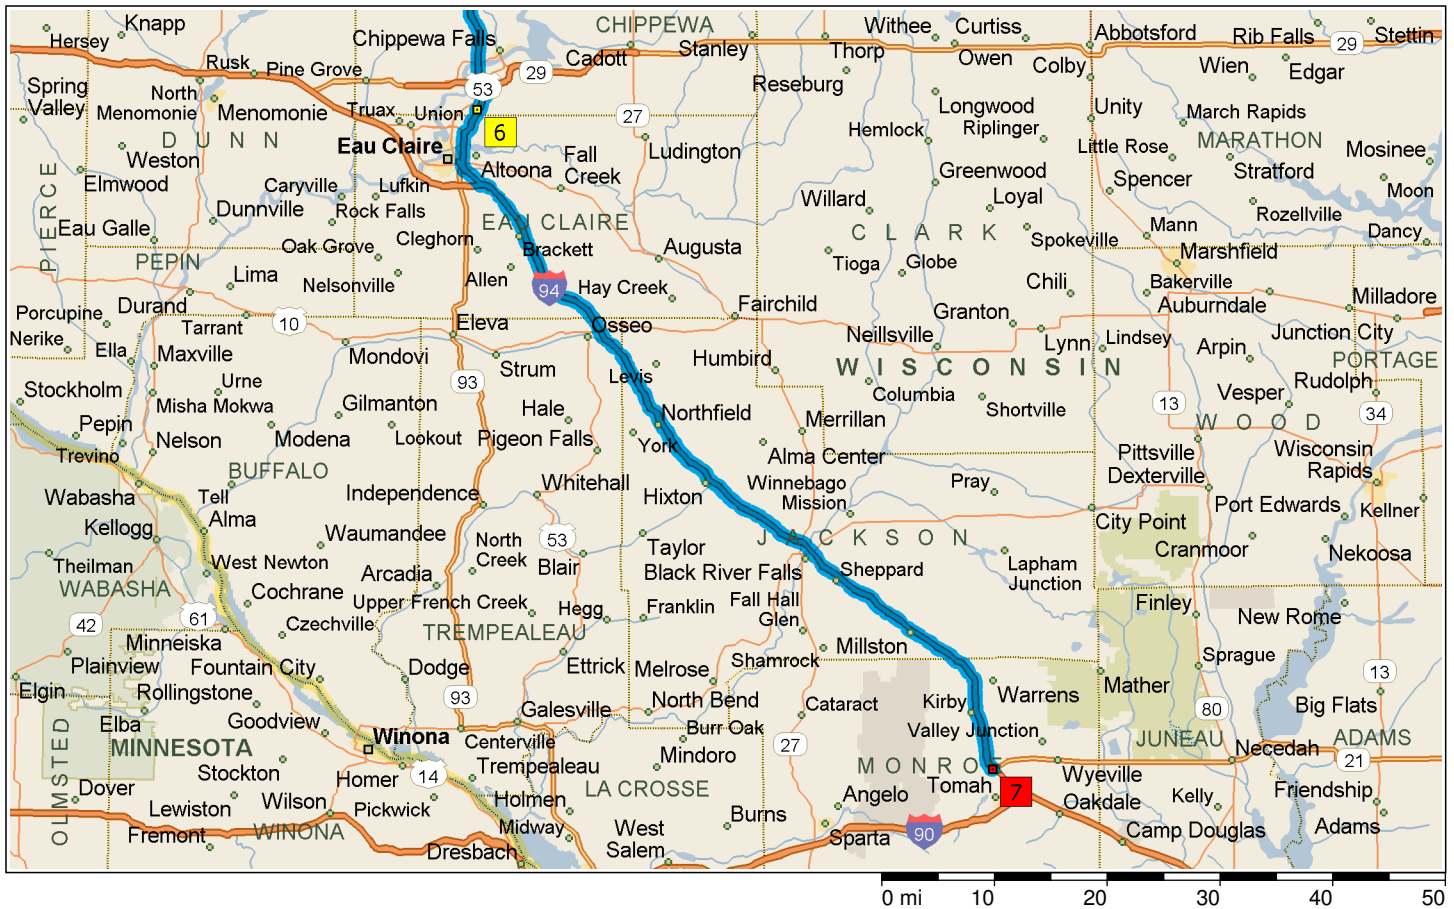 Knapp
CHIPPEWA
Withee
Curtiss
Abbotsford
Rib Falls
29
Stettin
Hersey
Chippewa Falls
Stanley
Thorp
Owen
Cadott
Rusk
Pine Grove
29
Colby
Wien
Edgar
Spring
Valley
North
Menomonie
Menomonie
Truax
Union
53
27
Reseburg
Longwood
Riplinger
Unity
March Rapids
DUNN
6
Hemlock
MARATHON
Eau Claire
Weston
Altoona
Fall
Creek
Ludington
Little Rose
Mosinee
Elmwood
Caryville
Lufkin
Greenwood
Spencer
Stratford
Moon
PIERCE
Dunnville
Rock Falls
Willard
Loyal
Rozellville
Eau Galle
EAU CLAIRE
CLARK
Mann
Dancy
Oak Grove
Cleghorn
Brackett
Augusta
Spokeville
Marshfield
PEPIN
Lima
Nelsonville
Allen
94
Hay Creek
Tioga
Globe
Chili
Bakerville
Porcupine
Durand
Fairchild
Granton
Auburndale
Milladore
Nerike
Tarrant
10
Eleva
Osseo
Neillsville
Lynn
Lindsey
Junction City
Ella
Maxville
Mondovi
Strum
Humbird
WISCONSIN
Arpin
PORTAGE
Stockholm
Urne
93
Levis
Columbia
Vesper
Rudolph
Misha Mokwa
Gilmanton
Hale
Northfield
Merrillan
Shortville
13
34
Pepin
Nelson
Modena
Lookout
Pigeon Falls
York
WOOD
Trevino
BUFFALO
Alma Center
Pittsville
Wisconsin
Rapids
Wabasha
Tell
Independence
Whitehall
Hixton
Winnebago
Mission
Pray
Dexterville
Port Edwards
Kellogg
Alma
Waumandee
North
Creek
53
JACKSON
City Point
Kellner
Theilman
West Newton
Arcadia
Blair
Taylor
Cranmoor
Nekoosa
WABASHA
Cochrane
Black River Falls
Sheppard
Lapham
Junction
Upper French Creek
Hegg
Franklin
Fall Hall
Glen
Finley
New Rome
42
61
Czechville
TREMPEALEAU
Minneiska
Millston
Sprague
Plainview
Fountain City
Dodge
Ettrick
Melrose
Shamrock
13
Elgin
Rollingstone
93
North Bend
Cataract
Kirby
Warrens
Mather
Elba
Goodview
Galesville
Burr Oak
Valley Junction
80
Big Flats
MINNESOTA
Winona
Centerville
Mindoro
27
JUNEAU
Necedah
ADAMS
OLMSTED
Stockton
Homer
14
Trempealeau
MONROE
21
Dover
LA CROSSE
Tomah
7
Wyeville
Lewiston
Wilson
Pickwick
Holmen
Burns
Angelo
Oakdale
Kelly
Friendship
Fremont
WINONA
Midway
West
Salem
Sparta
90
Camp Douglas
Adams
Dresbach
0 mi
10
20
30
40
50